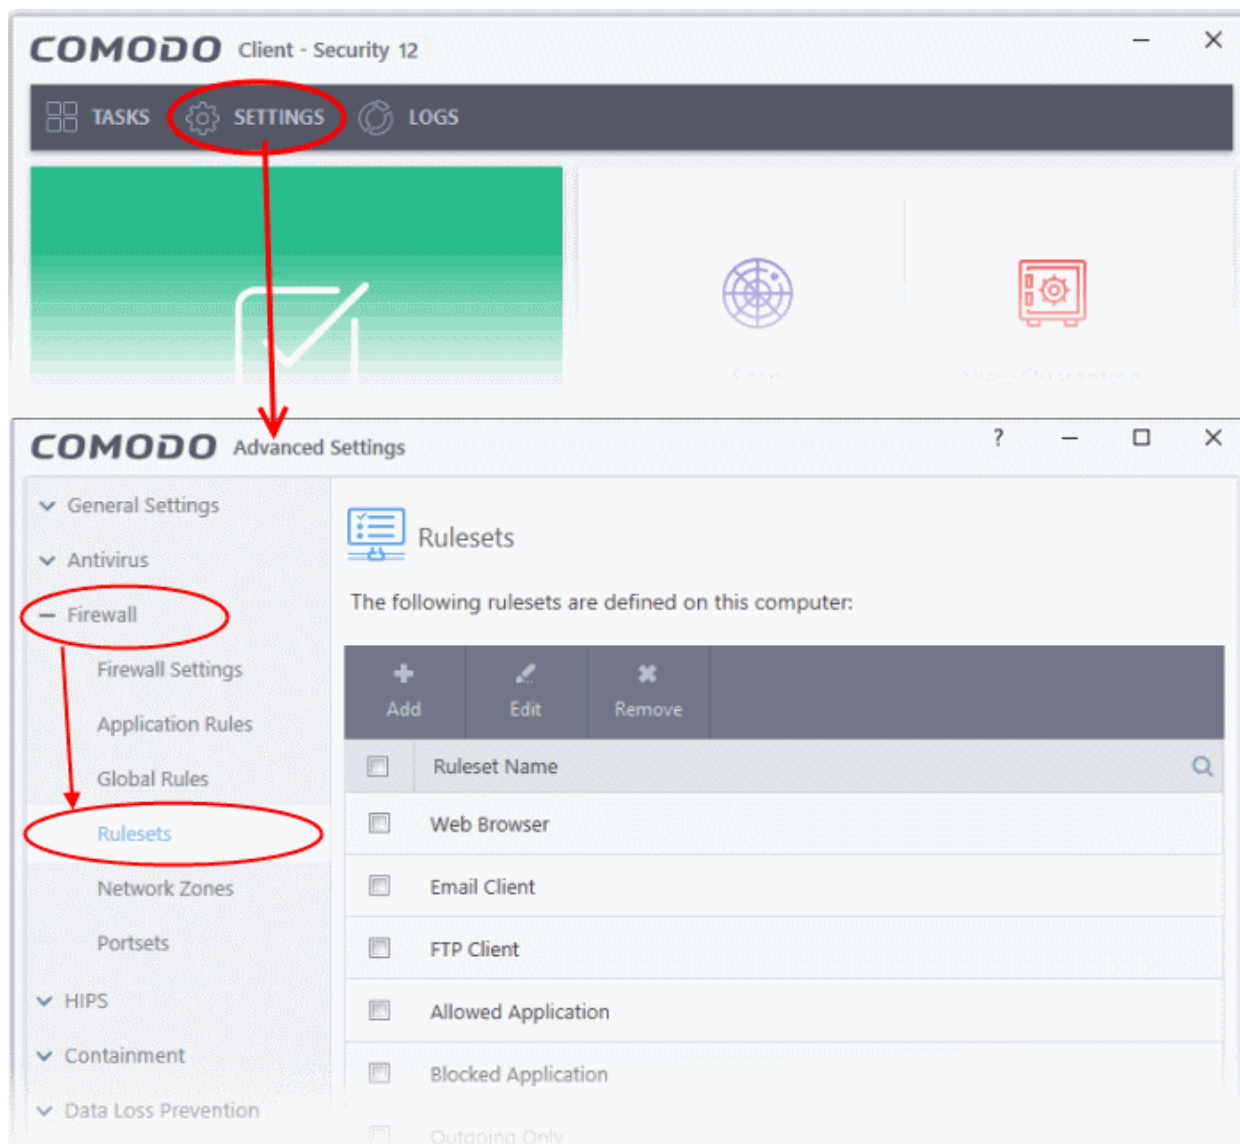 COMODO Client - Security 12
TASKS SETTINGS LOGS
COMODO Advanced Settings ?
General Settings
Antivirus
Firewall
Firewall Settings
Application Rules
Global Rules
Rulesets
Network Zones
Portsets
HIPS
Containment
Data Loss Prevention
Rulesets
The following rulesets are defined on this computer:
Add Edit Remove
Ruleset Name
Web Browser
Email Client
FTP Client
Allowed Application
Blocked Application
Outgoing Only